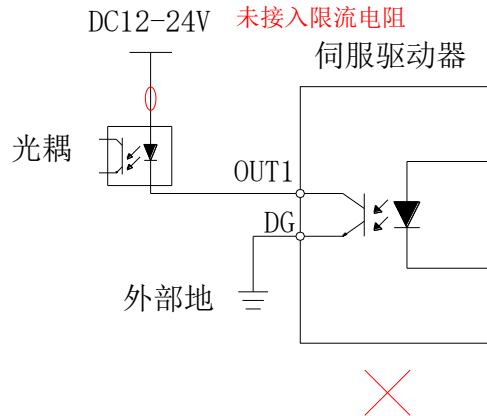 DC12-24V 未接入限流电阻
伺服驱动器
光耦
OUT1
DG
外部地